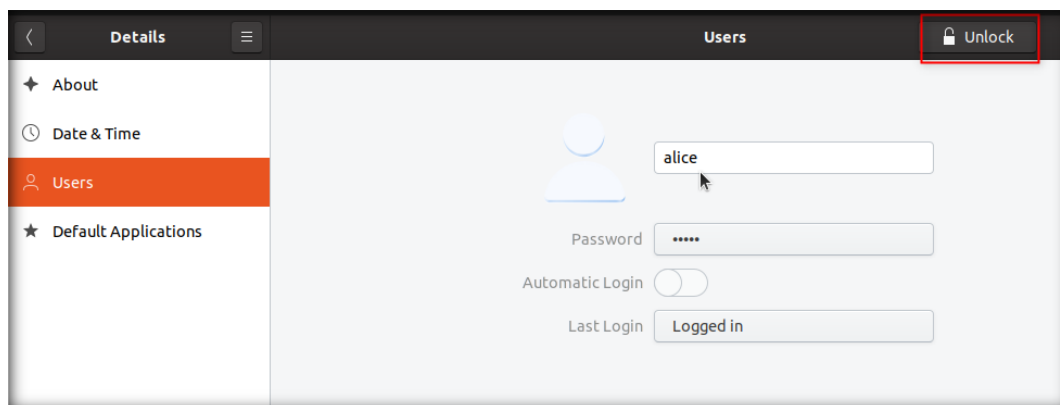 Details
Users
Unlock
About
Date & Time
Users
Default Applications
alice
Password
•••••
Automatic Login
Last Login
Logged in